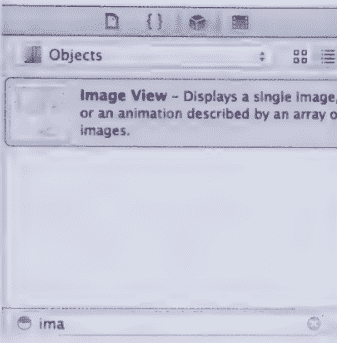 { }
Objects
Image View – Displays a single image,
or an animation described by an array o
images.
ima